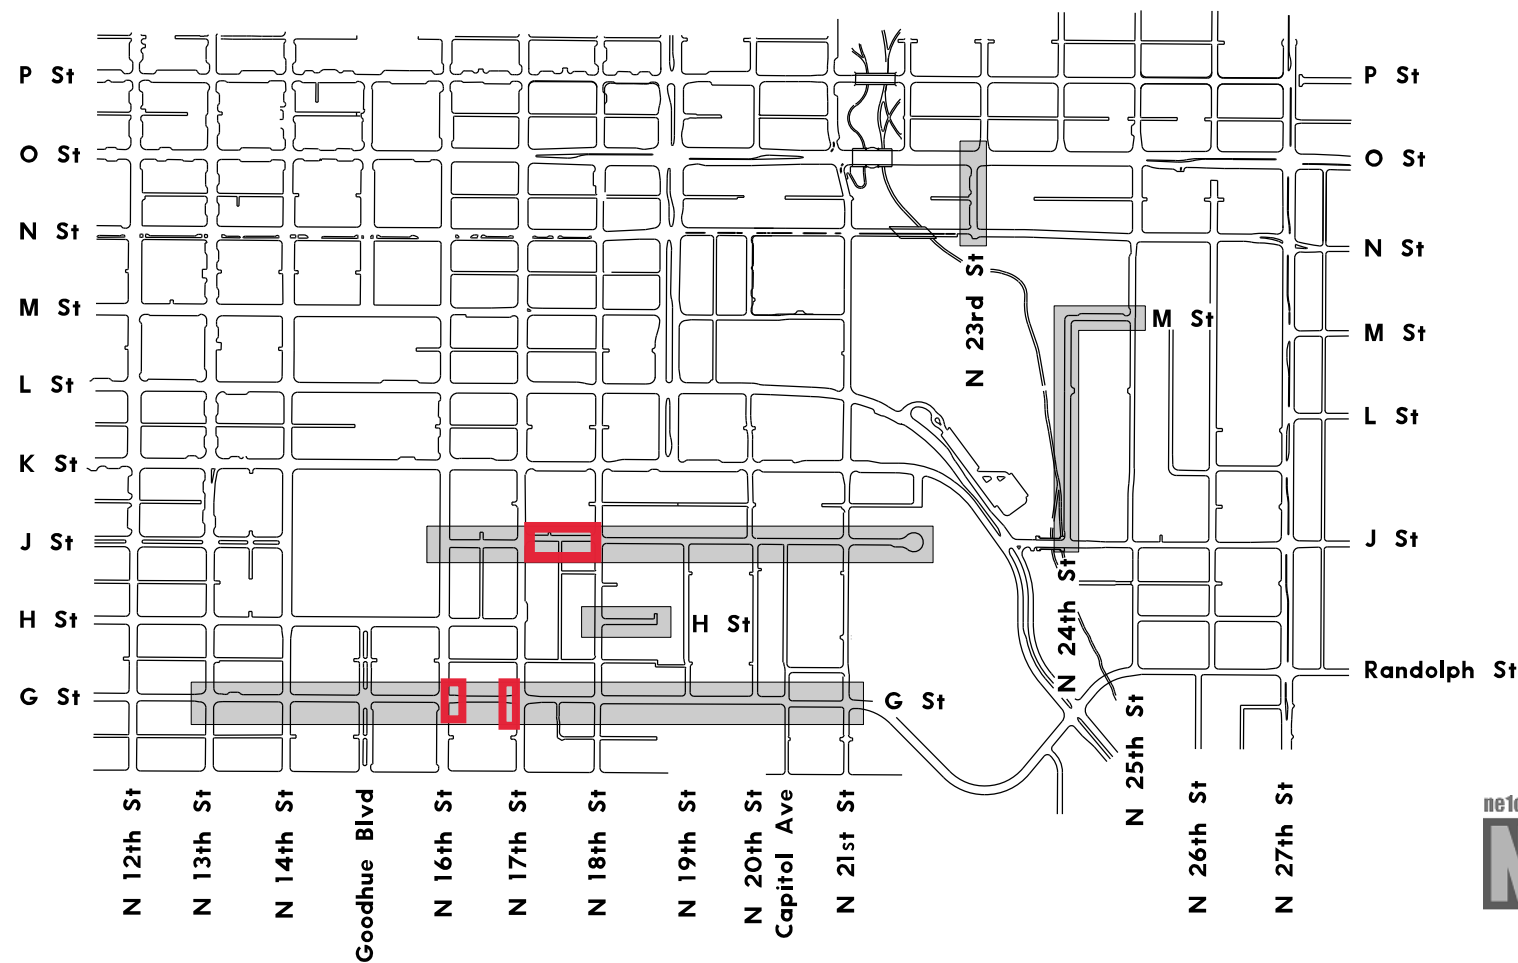 P St
P St
O St
O St
N St
N St
M St
M St
M St
L St
L St
K St
J St
J St
H St
H St
G St
G St
Randolph St
N 23rd St
N 24th St
N 25th St
N 12th St
N 13th St
N 14th St
Goodhue Blvd
N 16th St
N 17th St
N 18th St
N 19th St
N 20th St
Capitol Ave
N 21st St
N 26th St
N 27th St